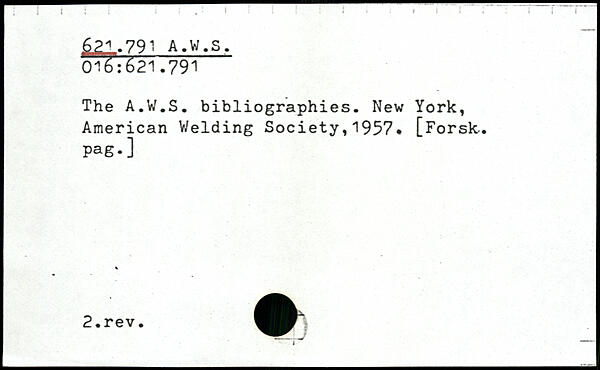 621.791 A.W.S.
016:621.791
The A.W.S. bibliographies. New York,
American Welding Society,1957. [Forsk.
pag.]
2.rev.